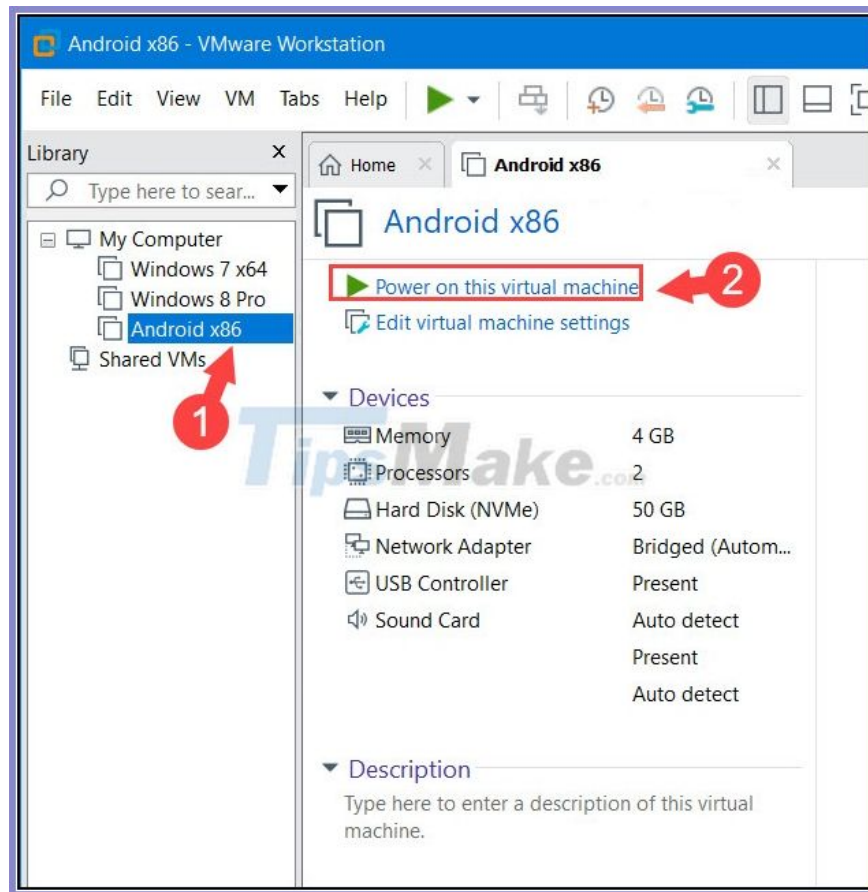 Android x86 - VMware Workstation
File Edit View VM Tabs Help
Library X
Type here to sear...
Home × Android x86 ×
My Computer
Windows 7 x64
Windows 8 Pro
Android x86
Shared VMs
1
Android x86
Power on this virtual machine
2
Edit virtual machine settings
Devices
Memory 4 GB
Processors 2
Hard Disk (NVMe) 50 GB
Network Adapter Bridged (Autom...
USB Controller Present
Sound Card Auto detect
Present
Auto detect
TipsMake.com
Description
Type here to enter a description of this virtual
machine.